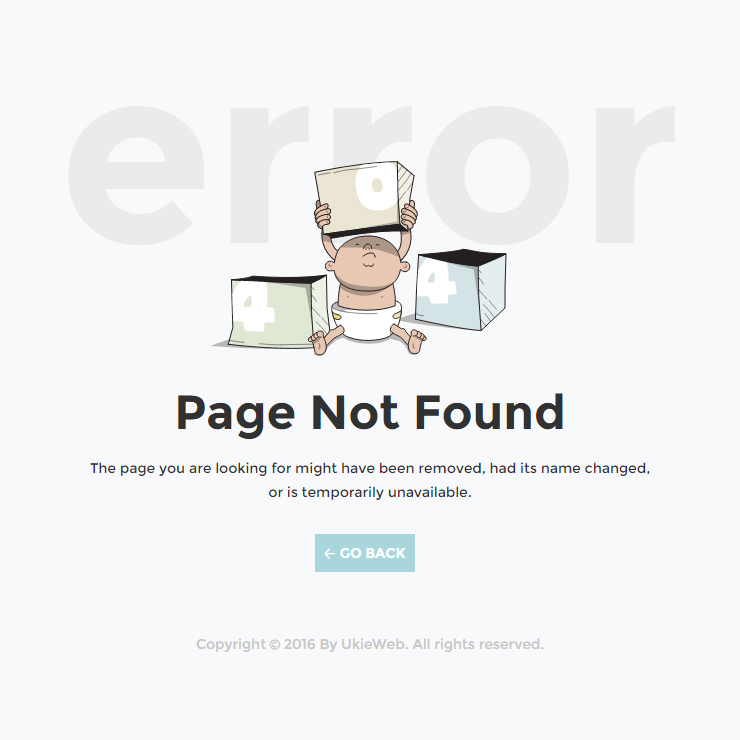 error
0
4
4
Page Not Found
The page you are looking for might have been removed, had its name changed,
or is temporarily unavailable.
← GO BACK
Copyright © 2016 By UkieWeb. All rights reserved.